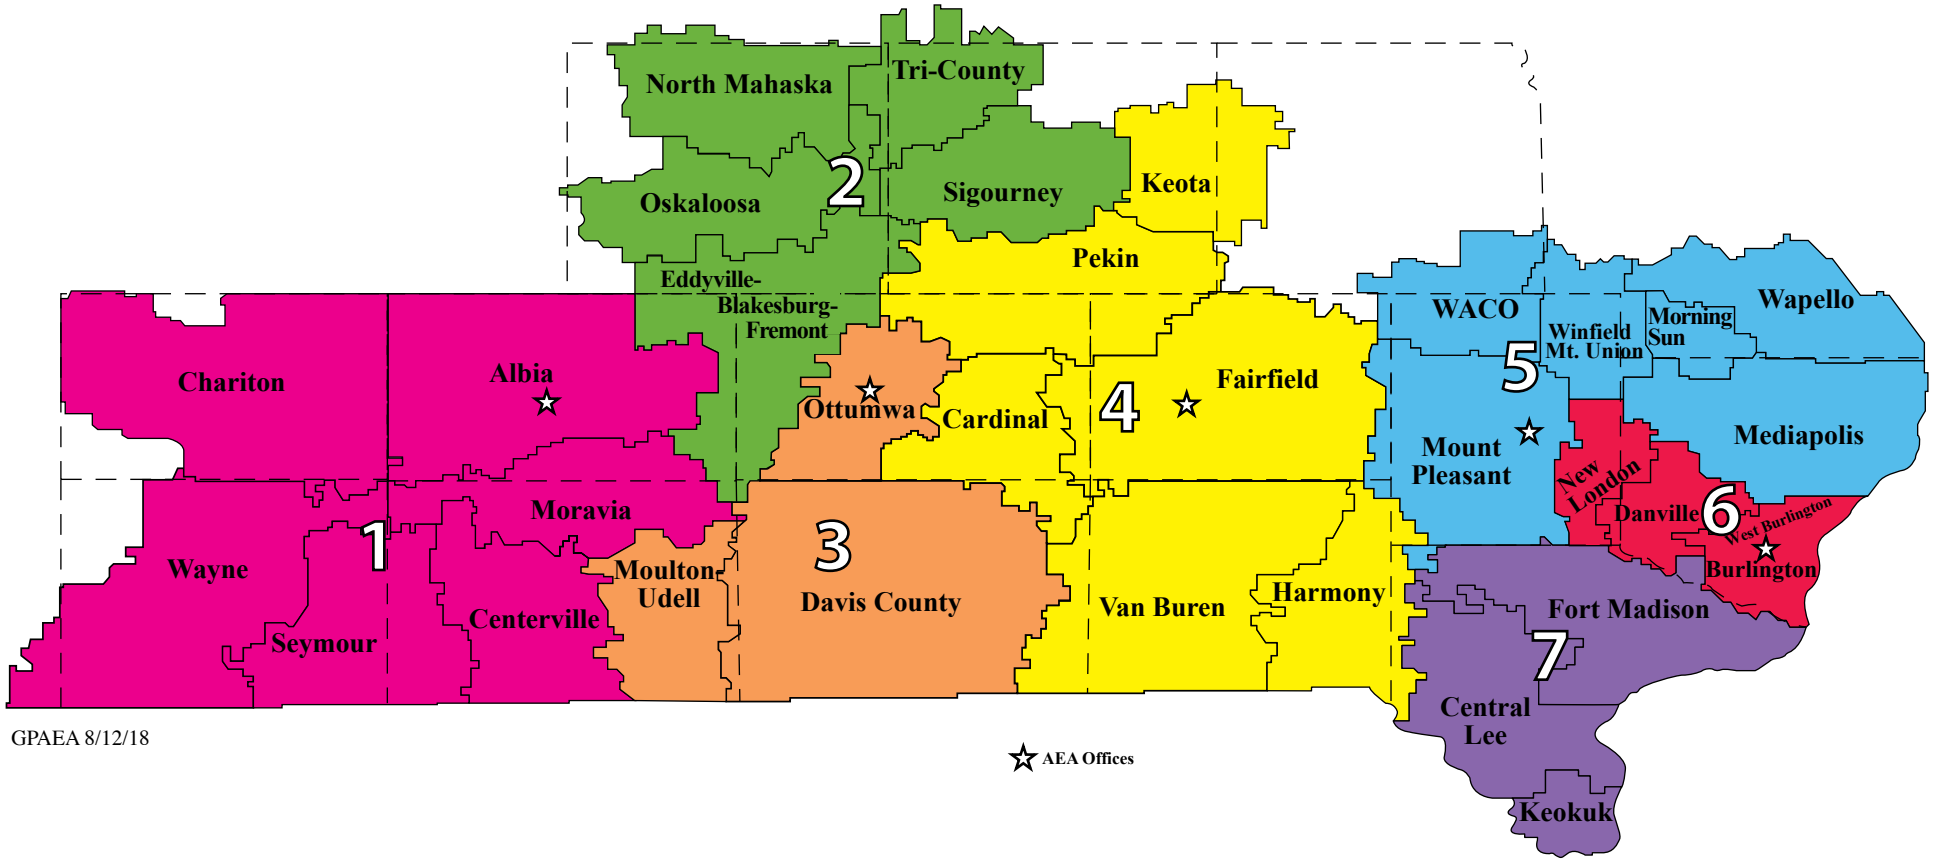 North Mahaska
Tri-County
2
Oskaloosa
Sigourney
Keota
Eddyville-
Blakesburg-
Fremont
Pekin
WACO
Winfield
Mt. Union
Morning
Sun
Wapello
Chariton
Albia
Ottumwa
Cardinal
4
Fairfield
5
Mount
Pleasant
Mediapolis
New
London
Danville
6
West Burlington
Burlington
1
Moravia
3
Wayne
Seymour
Centerville
Moulton-
Udell
Davis County
Van Buren
Harmony
Fort Madison
7
Central
Lee
Keokuk
GPAEA 8/12/18
AEA Offices